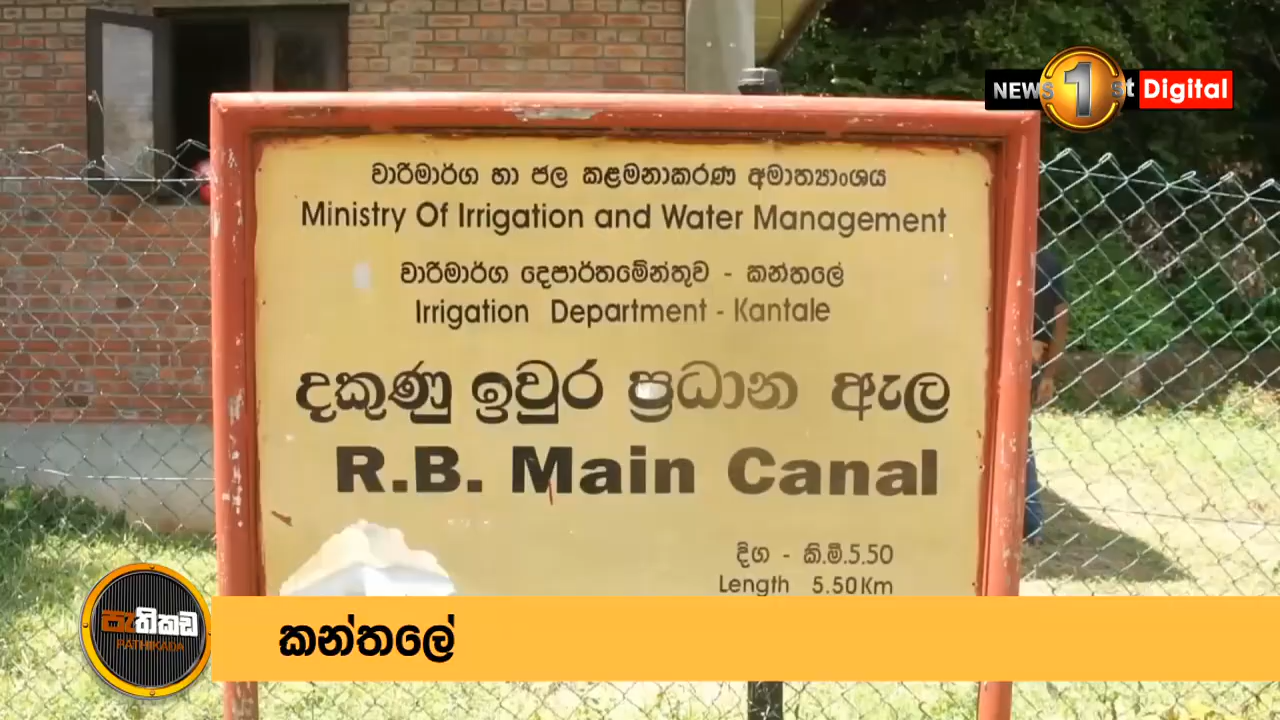 NEWS 1st Digital
වාරිමාර්ග හා ජල කළමනාකරණ අමාත්‍යාංශය
Ministry Of Irrigation and Water Management
වාරිමාර්ග දෙපාර්තමේන්තුව - කන්තලේ
Irrigation Department - Kantale
දකුණු ඉවුර ප්‍රධාන ඇල
R.B. Main Canal
දිග - කි.මී.5.50
Length 5.50Km
පැතිකඩ
PATHIKADA
කන්තලේ